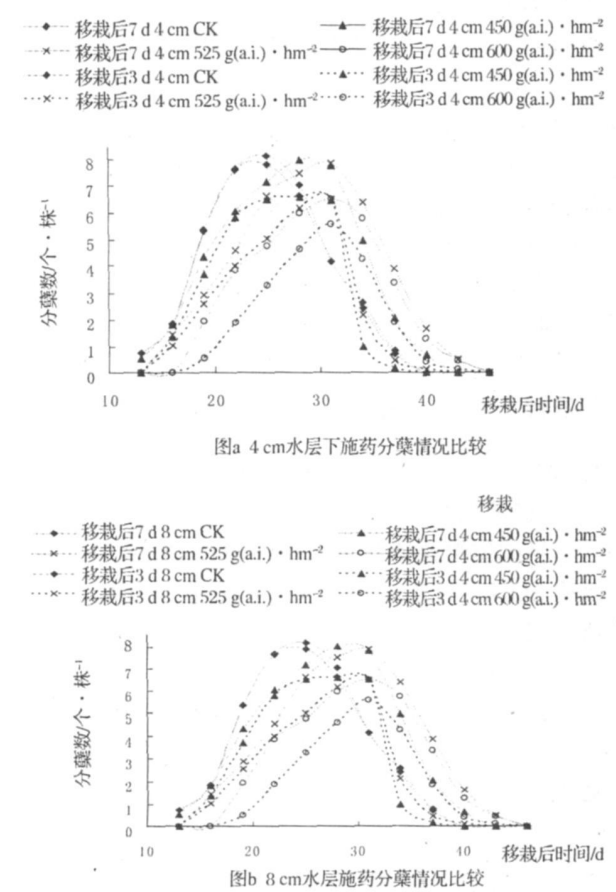 移栽后7 d 4 cm CK 移栽后7 d 4 cm 450 g(a.i.)·hm⁻²
移栽后7 d 4 cm 525 g(a.i.)·hm⁻² 移栽后7 d 4 cm 600 g(a.i.)·hm⁻²
移栽后3 d 4 cm CK 移栽后3 d 4 cm 450 g(a.i.)·hm⁻²
移栽后3 d 4 cm 525 g(a.i.)·hm⁻² 移栽后3 d 4 cm 600 g(a.i.)·hm⁻²
分蘖数/个·株⁻¹
8
7
6
5
4
3
2
1
0
10 20 30 40 移栽后时间/d
图a 4 cm水层下施药分蘖情况比较
移栽
移栽后7 d 8 cm CK 移栽后7 d 4 cm 450 g(a.i.)·hm⁻²
移栽后7 d 8 cm 525 g(a.i.)·hm⁻² 移栽后7 d 4 cm 600 g(a.i.)·hm⁻²
移栽后3 d 8 cm CK 移栽后3 d 4 cm 450 g(a.i.)·hm⁻²
移栽后3 d 8 cm 525 g(a.i.)·hm⁻² 移栽后3 d 4 cm 600 g(a.i.)·hm⁻²
分蘖数/个·株⁻¹
8
7
6
5
4
3
2
1
0
10 20 30 40 移栽后时间/d
图b 8 cm水层施药分蘖情况比较